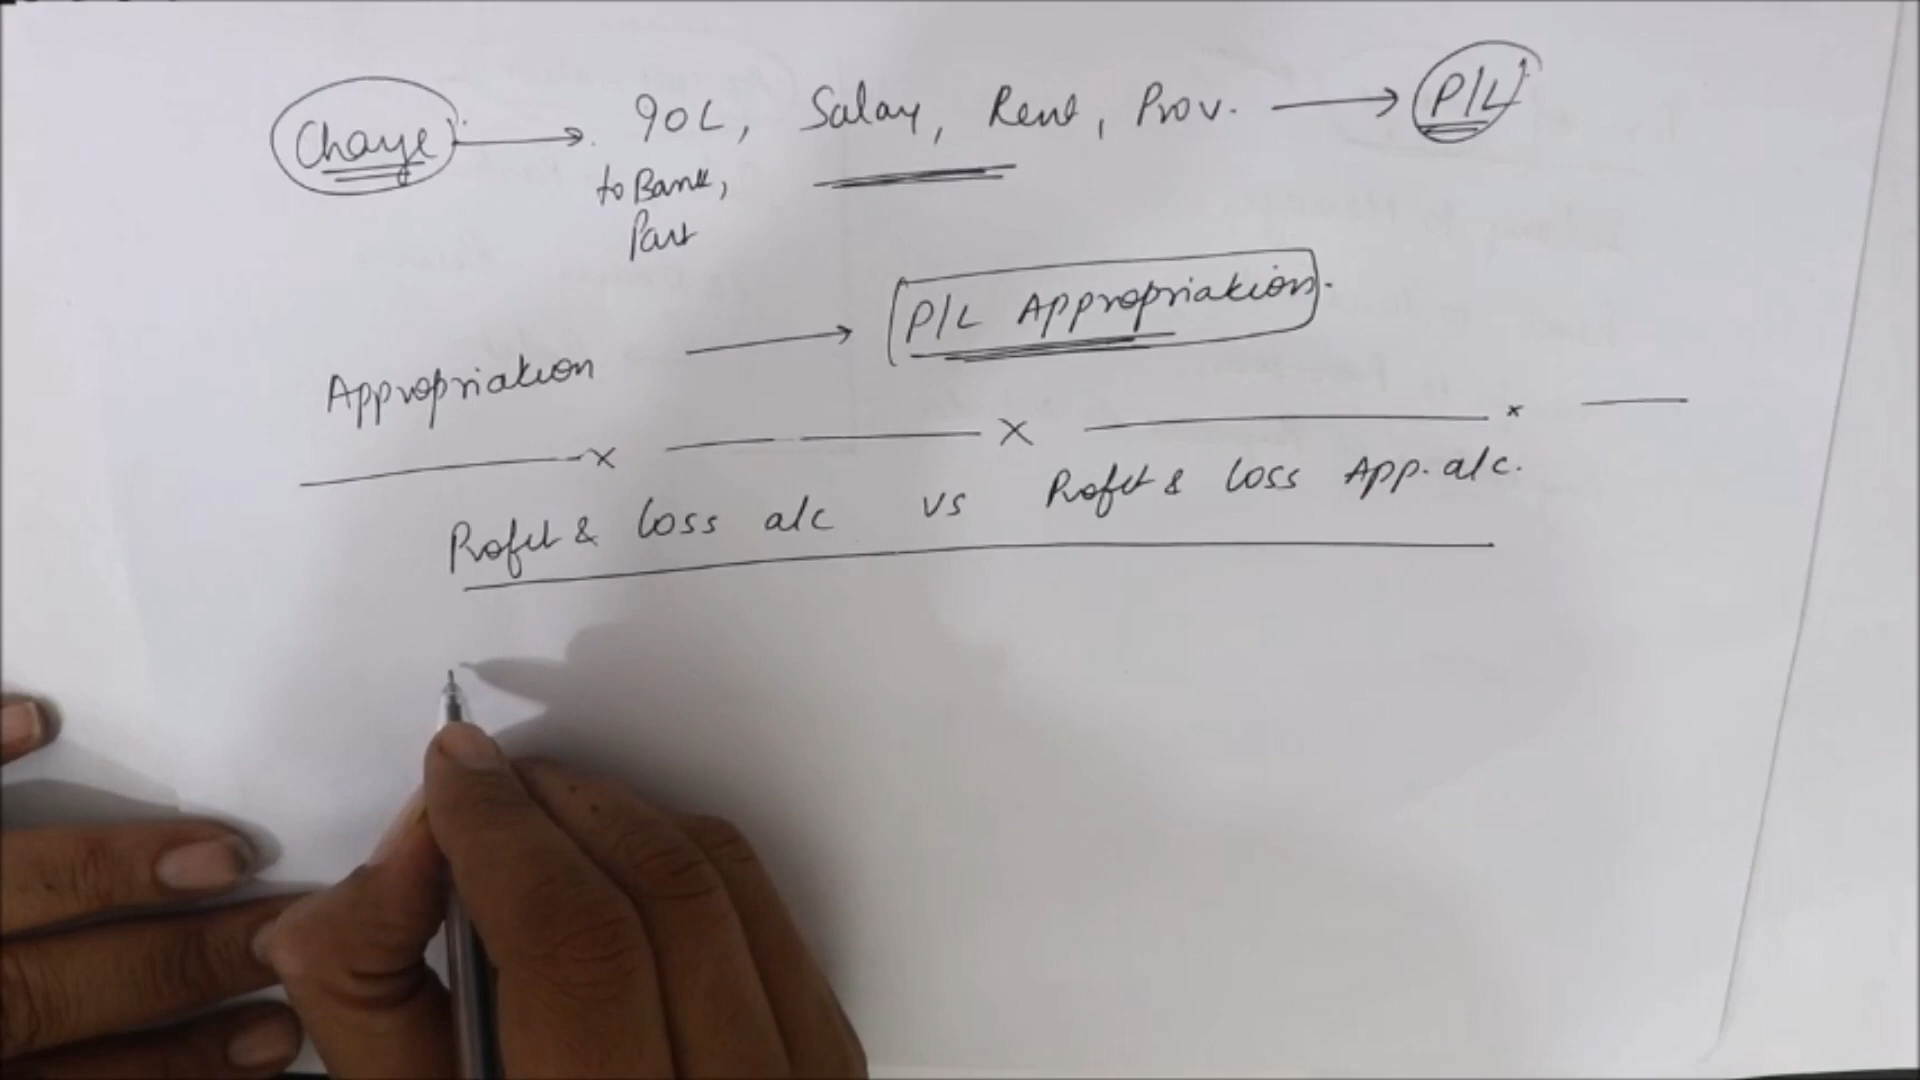 Charge : 90L, Salary, Rent, Prov. P/L
to Bank,
Part
Appropriation P/L Appropriation.
Profit & loss a/c vs Profit & loss App. a/c.